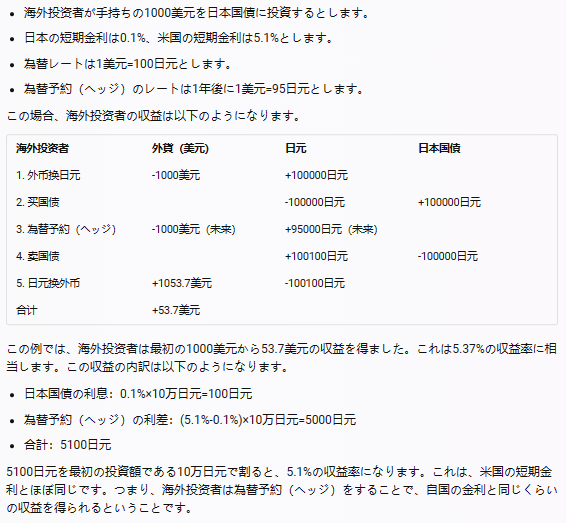 • 海外投资者が手持ちの1000美元を日本国債に投資するとします。
• 日本の短期金利は0.1%、米国の短期金利は5.1%とします。
• 為替レートは1美元=100日元とします。
• 為替予約（ヘッジ）のレートは1年後に1美元=95日元とします。
この場合、海外投资者の収益は以下のようになります。
海外投资者 外貨（美元） 日元 日本国債
1. 外币换日元 -1000美元 +100000日元
2. 买国债 -100000日元 +100000日元
3. 為替予約（ヘッジ） -1000美元（未来） +95000日元（未来）
4. 卖国债 +100100日元 -100000日元
5. 日元换外币 +1053.7美元 -100100日元
合计 +53.7美元
この例では、海外投资者は最初の1000美元から53.7美元の収益を得ました。これは5.37%の収益率に相
当します。この収益の内訳は以下のようになります。
• 日本国債の利息：0.1%×10万日元=100日元
• 為替予約（ヘッジ）の利差：(5.1%-0.1%)×10万日元=5000日元
• 合計：5100日元
5100日元を最初の投資額である10万日元で割ると、5.1%の収益率になります。これは、米国の短期金
利とほぼ同じです。つまり、海外投资者は為替予約（ヘッジ）をすることで、自国の金利と同じくらい
の収益を得られるということです。